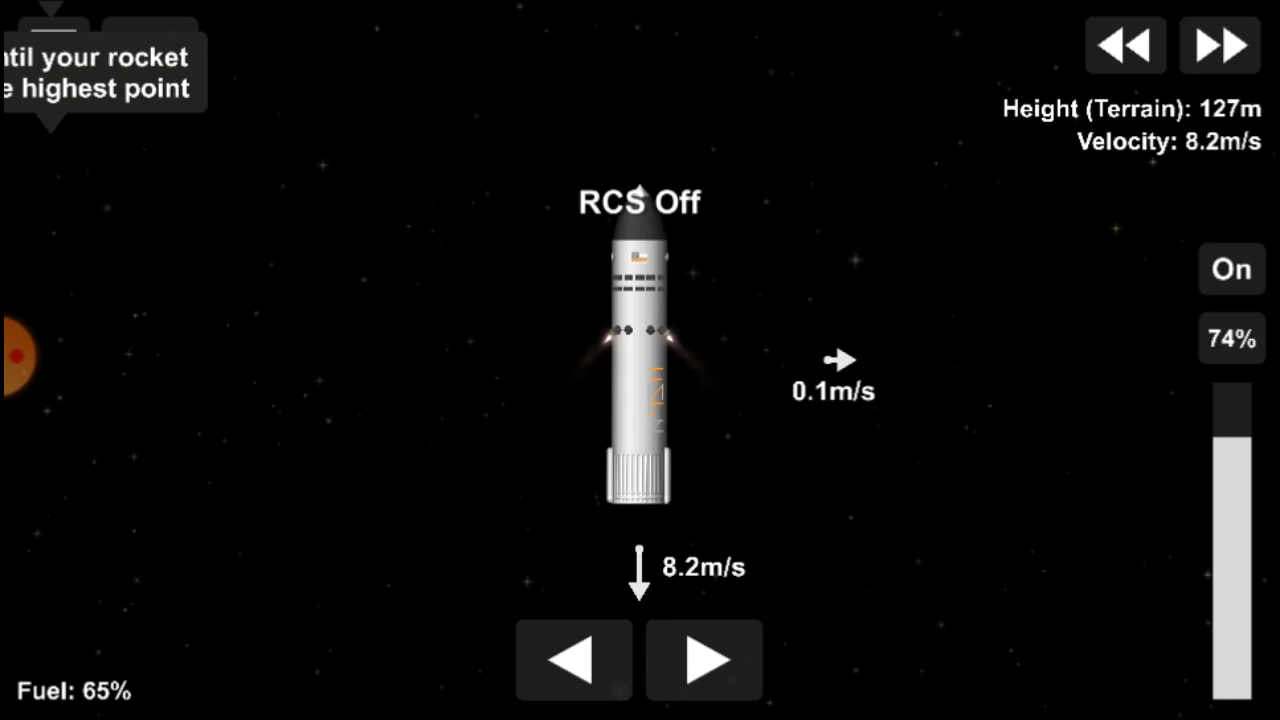 ntil your rocket
e highest point
Height (Terrain): 127m
Velocity: 8.2m/s
RCS Off
On
74%
0.1m/s
8.2m/s
Fuel: 65%